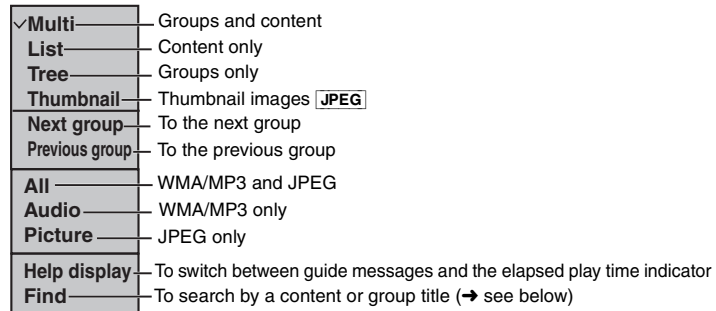 ✓Multi Groups and content
List Content only
Tree Groups only
Thumbnail Thumbnail images JPEG
Next group To the next group
Previous group To the previous group
All WMA/MP3 and JPEG
Audio WMA/MP3 only
Picture JPEG only
Help display To switch between guide messages and the elapsed play time indicator
Find To search by a content or group title (➜ see below)